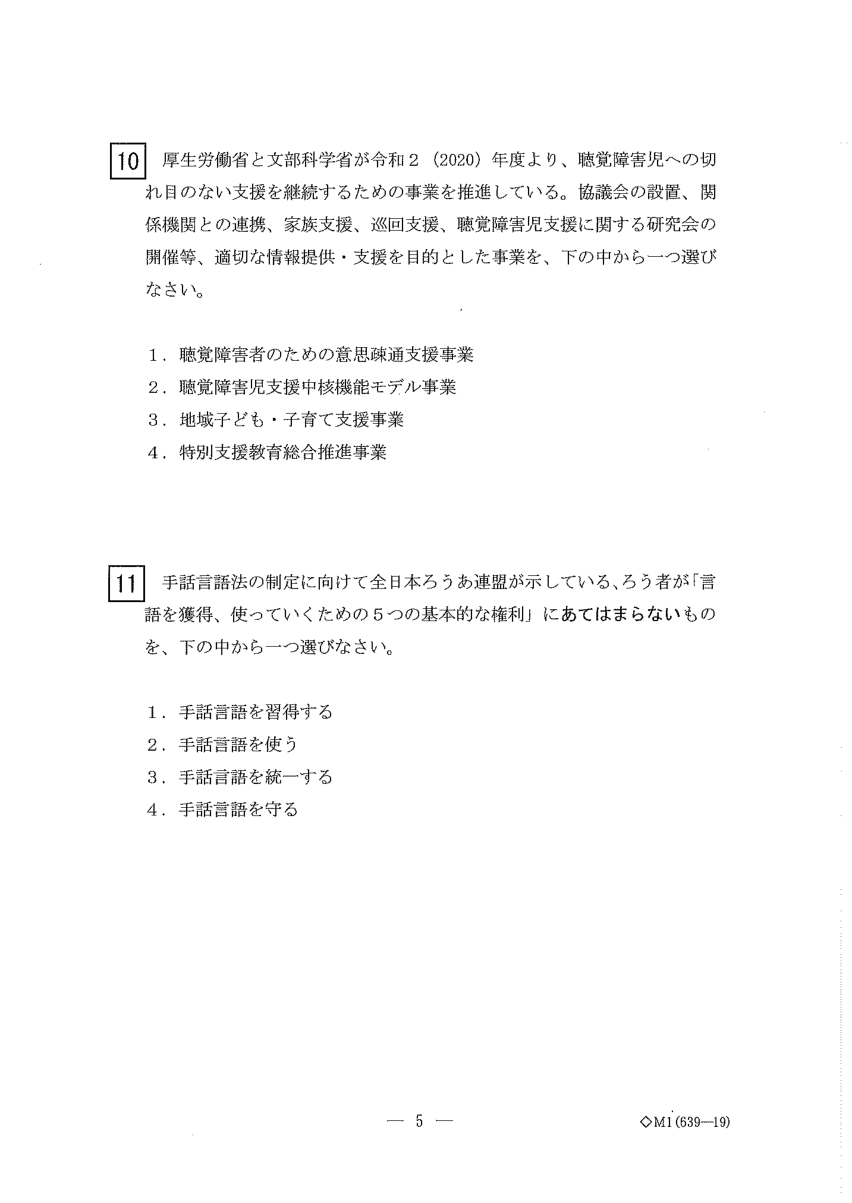 10 厚生労働省と文部科学省が令和２（2020）年度より、聴覚障害児への切
れ目のない支援を継続するための事業を推進している。協議会の設置、関
係機関との連携、家族支援、巡回支援、聴覚障害児支援に関する研究会の
開催等、適切な情報提供・支援を目的とした事業を、下の中から一つ選び
なさい。
１．聴覚障害者のための意思疎通支援事業
２．聴覚障害児支援中核機能モデル事業
３．地域子ども・子育て支援事業
４．特別支援教育総合推進事業
11 手話言語法の制定に向けて全日本ろうあ連盟が示している、ろう者が「言
語を獲得、使っていくための５つの基本的な権利」にあてはまらないもの
を、下の中から一つ選びなさい。
１．手話言語を習得する
２．手話言語を使う
３．手話言語を統一する
４．手話言語を守る
― 5 ―
◇M1(639―19)